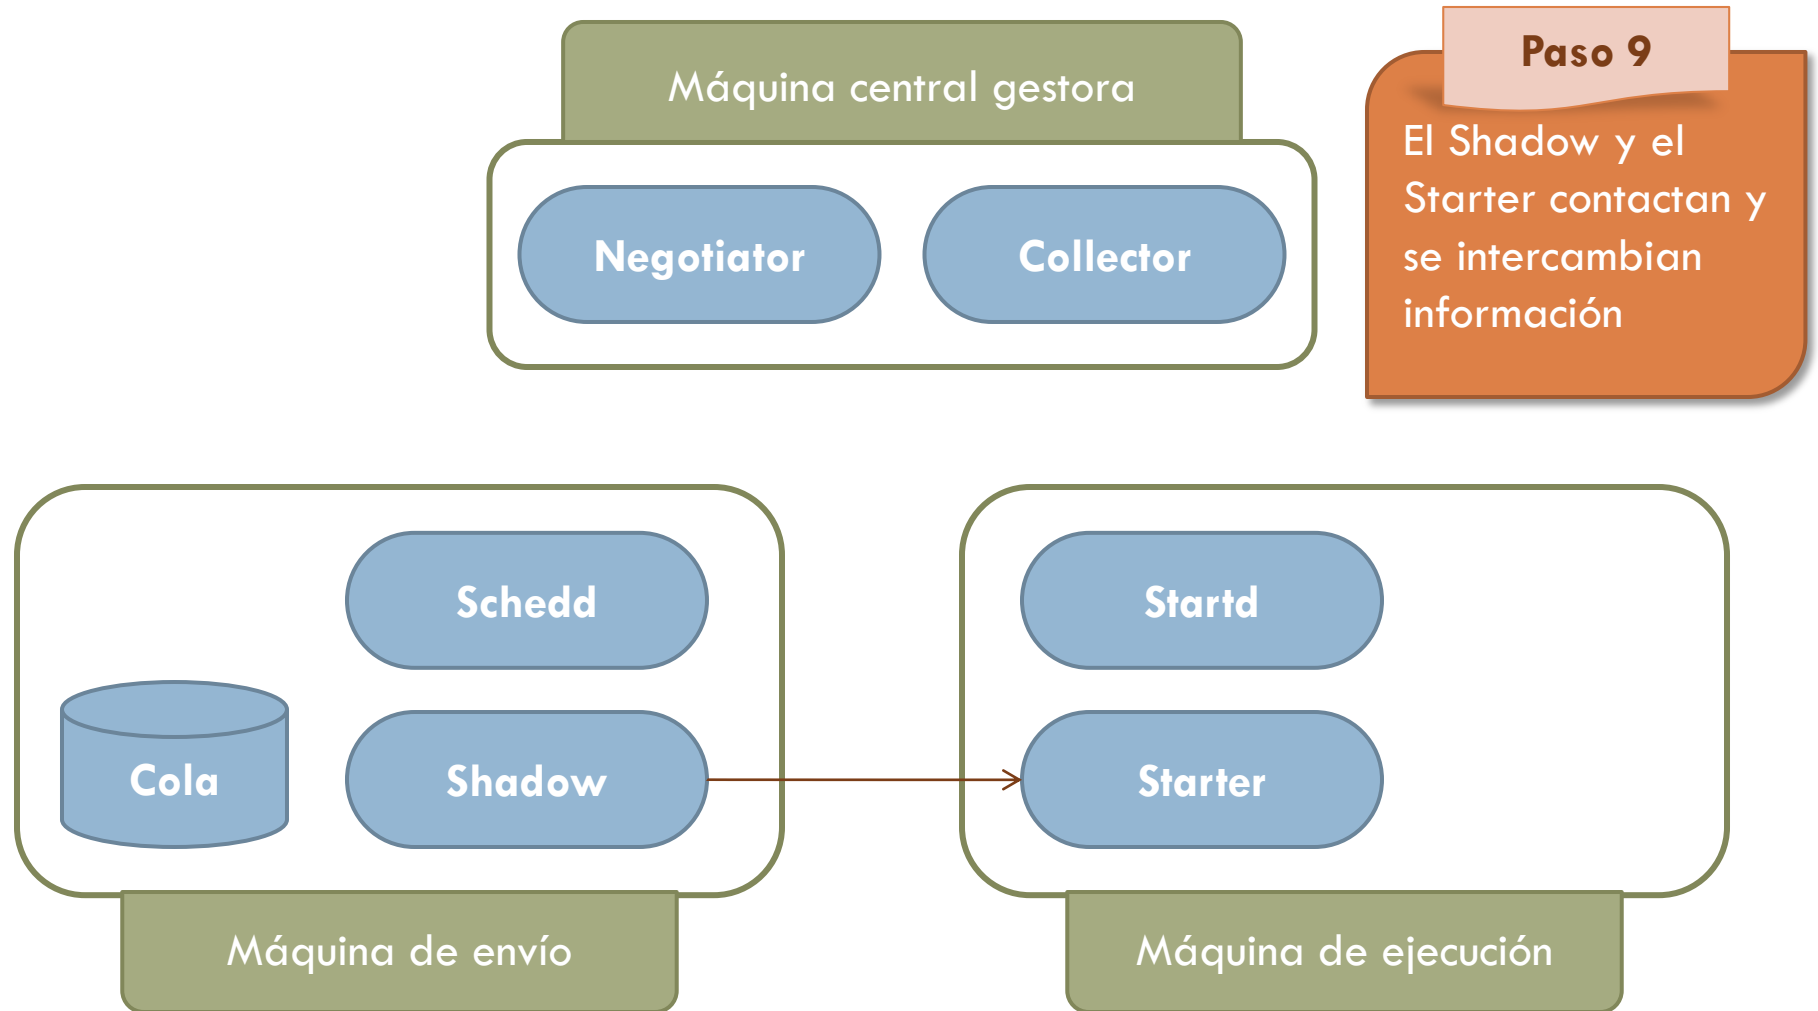 Máquina central gestora
Negotiator
Collector
Paso 9
El Shadow y el
Starter contactan y
se intercambian
información
Schedd
Cola
Shadow
Máquina de envío
Startd
Starter
Máquina de ejecución